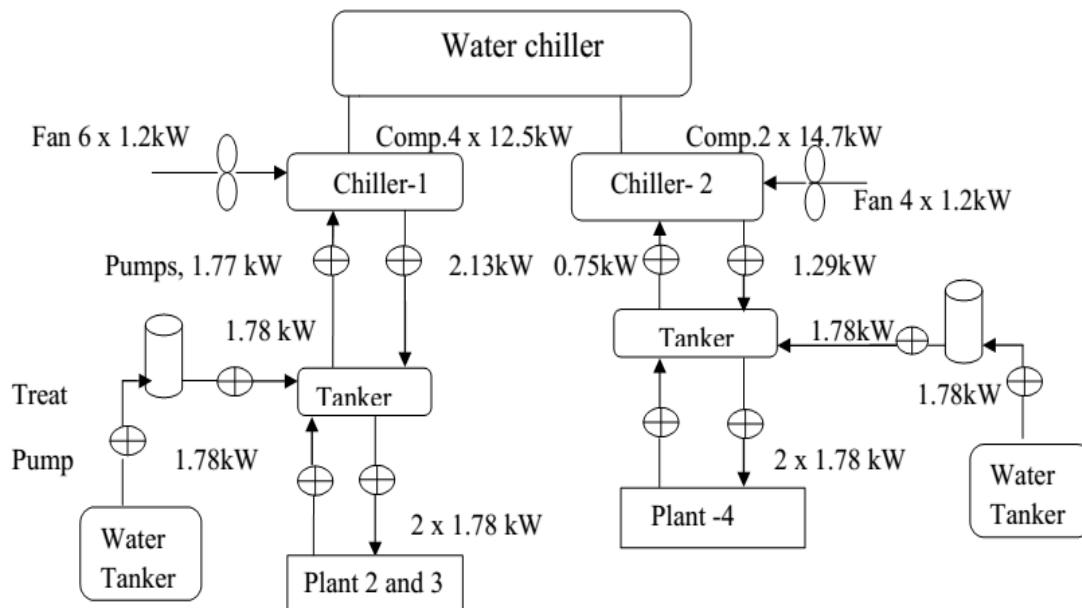 Water chiller
Fan 6 x 1.2kW
Comp.4 x 12.5kW
Comp.2 x 14.7kW
Chiller-1
Chiller- 2
Fan 4 x 1.2kW
Pumps, 1.77 kW
2.13kW
0.75kW
1.29kW
1.78 kW
Tanker
1.78kW
Treat
Tanker
1.78kW
Pump
1.78kW
2 x 1.78 kW
Water
Tanker
2 x 1.78 kW
Plant -4
Water
Tanker
Plant 2 and 3